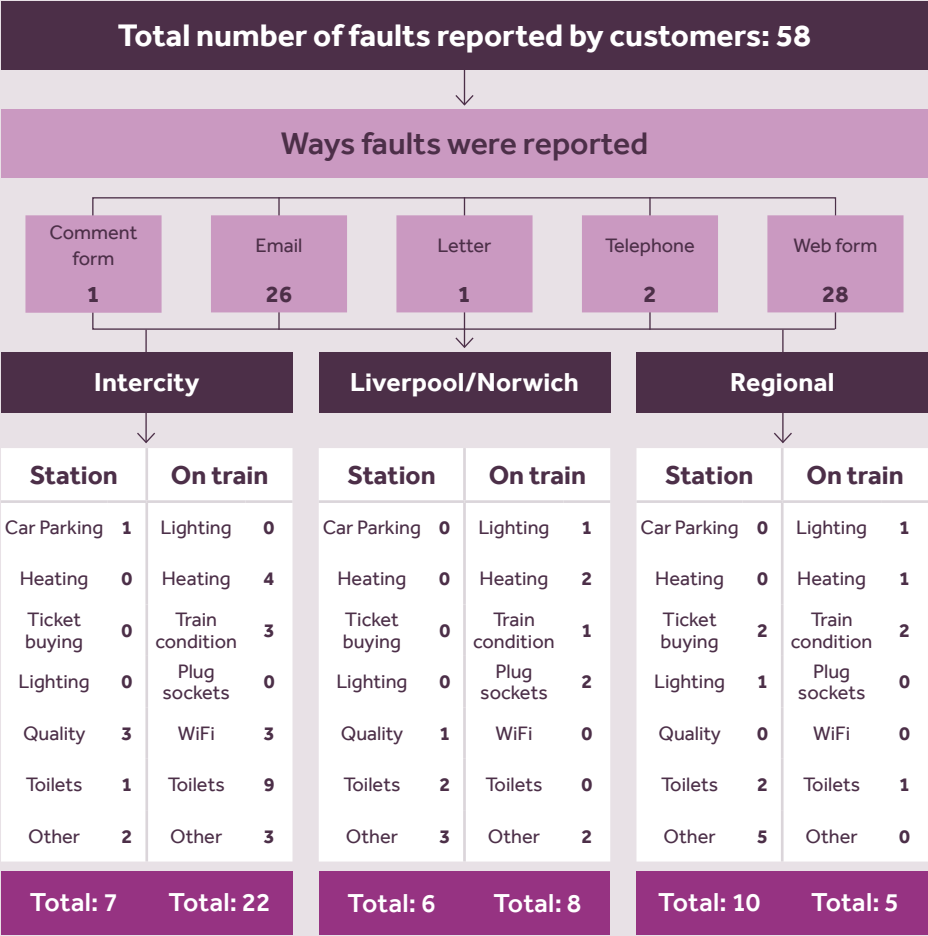 Total number of faults reported by customers: 58
Ways faults were reported
Comment
form
1
Email
26
Letter
1
Telephone
2
Web form
28
Intercity
Station On train
Car Parking 1 Lighting 0
Heating 0 Heating 4
Ticket
buying 0 Train
condition 3
Lighting 0 Plug
sockets 0
Quality 3 WiFi 3
Toilets 1 Toilets 9
Other 2 Other 3
Total: 7 Total: 22
Liverpool/Norwich
Station On train
Car Parking 0 Lighting 1
Heating 0 Heating 2
Ticket
buying 0 Train
condition 1
Lighting 0 Plug
sockets 2
Quality 1 WiFi 0
Toilets 2 Toilets 0
Other 3 Other 2
Total: 6 Total: 8
Regional
Station On train
Car Parking 0 Lighting 1
Heating 0 Heating 1
Ticket
buying 2 Train
condition 2
Lighting 1 Plug
sockets 0
Quality 0 WiFi 0
Toilets 2 Toilets 1
Other 5 Other 0
Total: 10 Total: 5